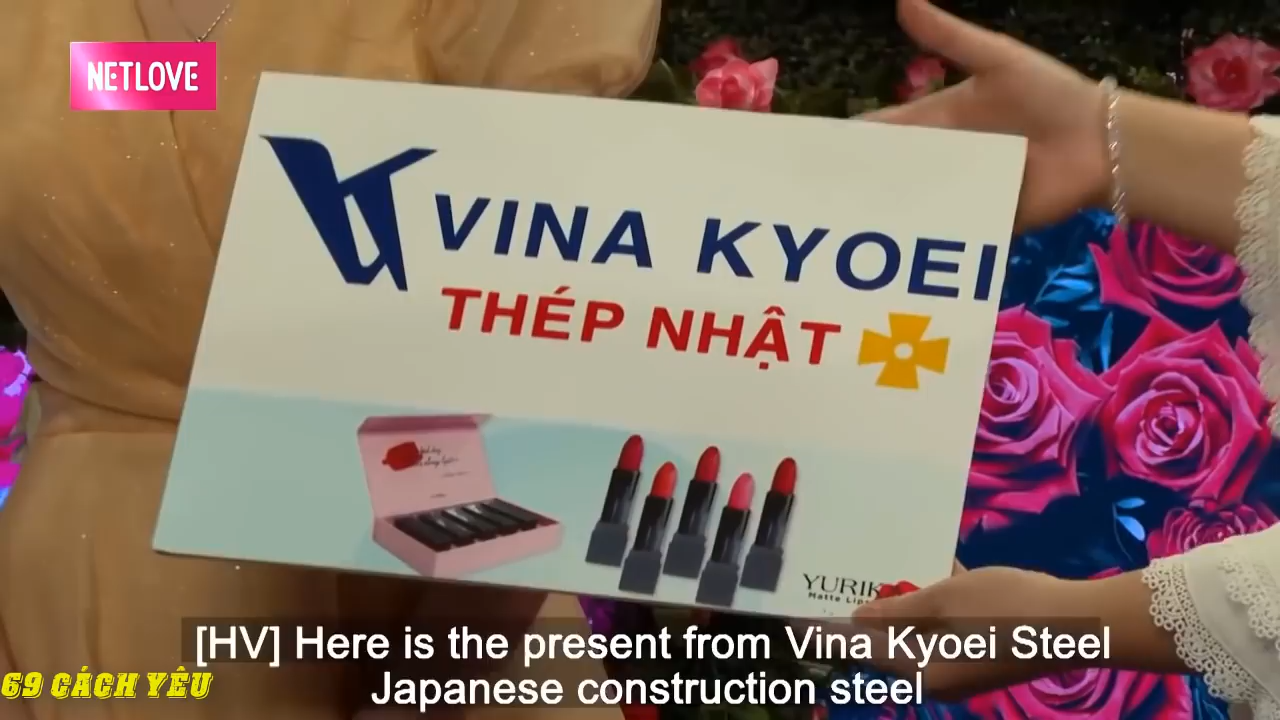 NETLOVE
VINA KYOEI
THÉP NHẬT
[HV] Here is the present from Vina Kyoei Steel
Japanese construction steel
69 CÁCH YÊU